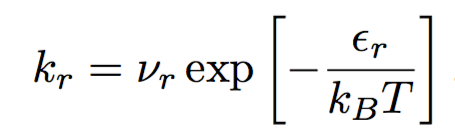 k_r = ν_r exp [ − ϵ_r / k_B T ]